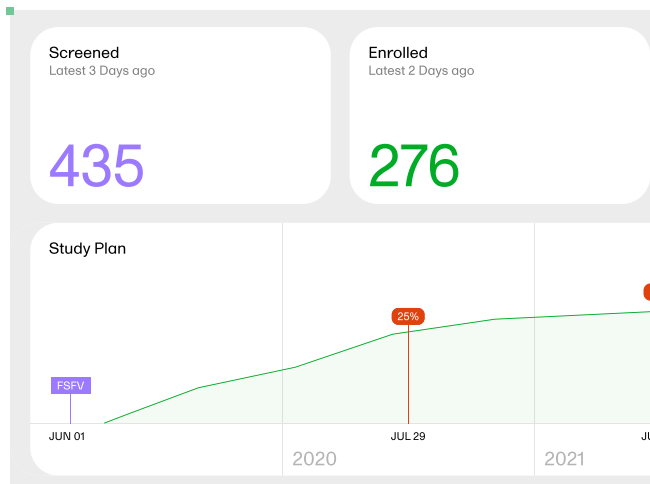 Screened
Latest 3 Days ago
435
Enrolled
Latest 2 Days ago
276
Study Plan
25%
FSFV
JUN 01
JUL 29
2020
2021